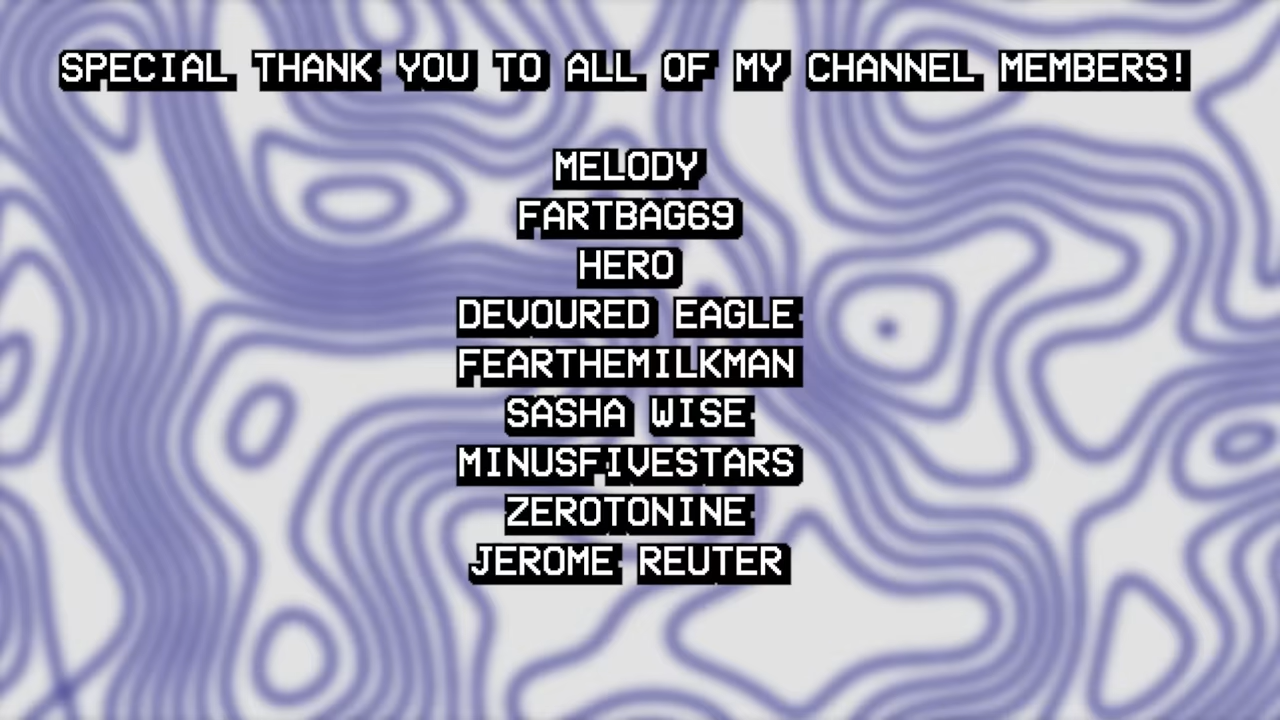 SPECIAL THANK YOU TO ALL OF MY CHANNEL MEMBERS!
MELODY
FARTBAG69
HERO
DEVOURED EAGLE
FEARTHEMILKMAN
SASHA WISE
MINUSFIVESTARS
ZEROTONINE
JEROME REUTER